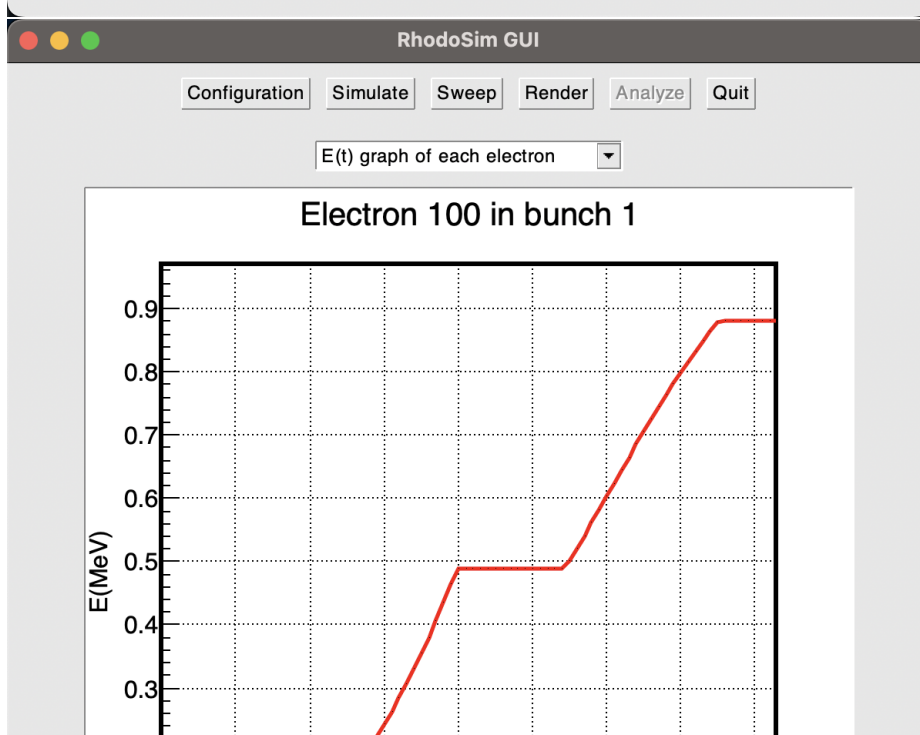 RhodoSim GUI
Configuration Simulate Sweep Render Analyze Quit
E(t) graph of each electron
Electron 100 in bunch 1
0.9
0.8
0.7
0.6
0.5
0.4
0.3
E(MeV)